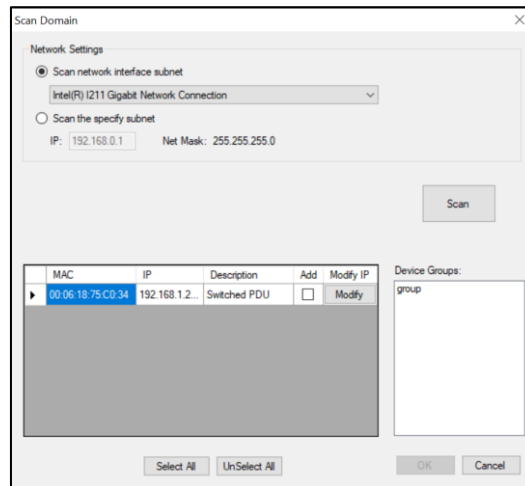 Scan Domain
Network Settings
Scan network interface subnet
Intel(R) I211 Gigabit Network Connection
Scan the specify subnet
IP: 192.168.0.1 Net Mask: 255.255.255.0
Scan
MAC IP Description Add Modify IP
00:06:18:75:C0:34 192.168.1.2... Switched PDU Modify
Device Groups:
group
Select All UnSelect All
OK Cancel